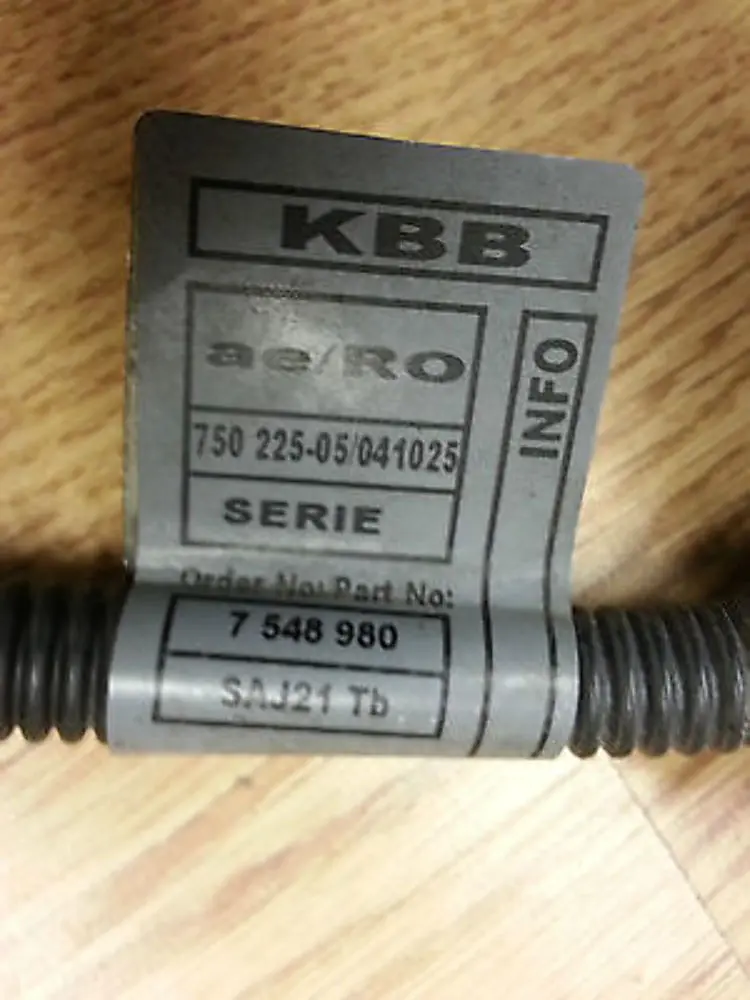 KBB
ae/RO
INFO
750 225-05/041025
SERIE
Order No: Part No:
7 548 980
SAJ21 Tb